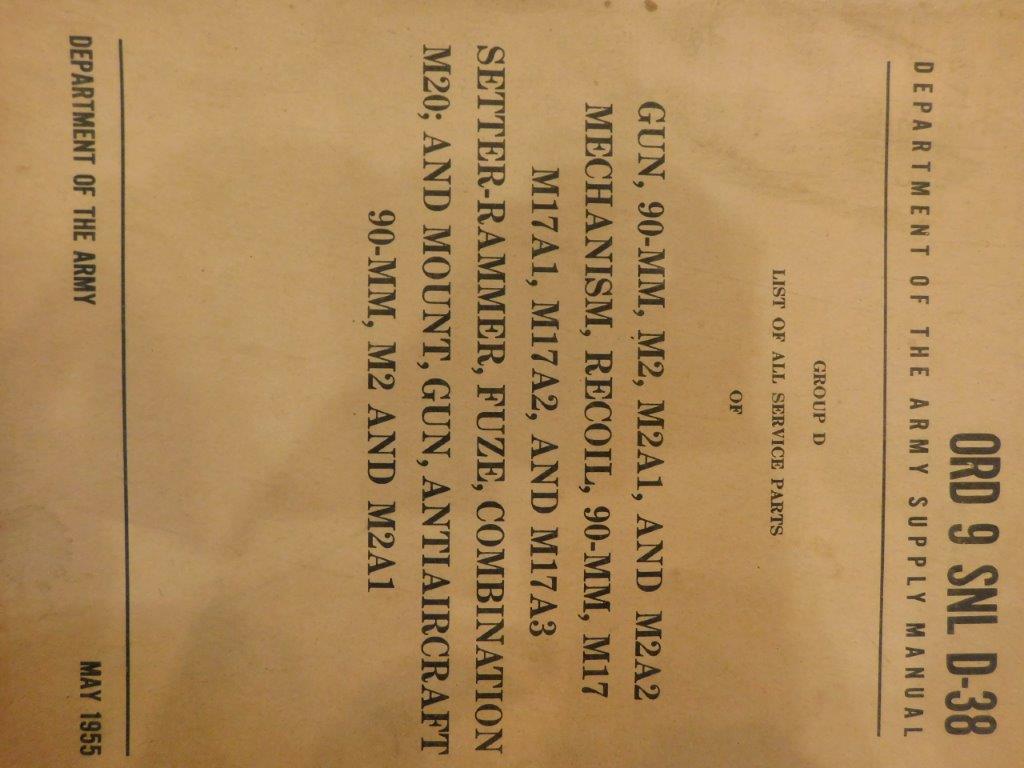 ORD 9 SNL D-38
DEPARTMENT OF THE ARMY SUPPLY MANUAL
GROUP D
LIST OF ALL SERVICE PARTS
OF
GUN, 90-MM, M2, M2A1, AND M2A2
MECHANISM, RECOIL, 90-MM, M17
M17A1, M17A2, AND M17A3
SETTER-RAMMER, FUZE, COMBINATION
M20; AND MOUNT, GUN, ANTIAIRCRAFT
90-MM, M2 AND M2A1
DEPARTMENT OF THE ARMY MAY 1955